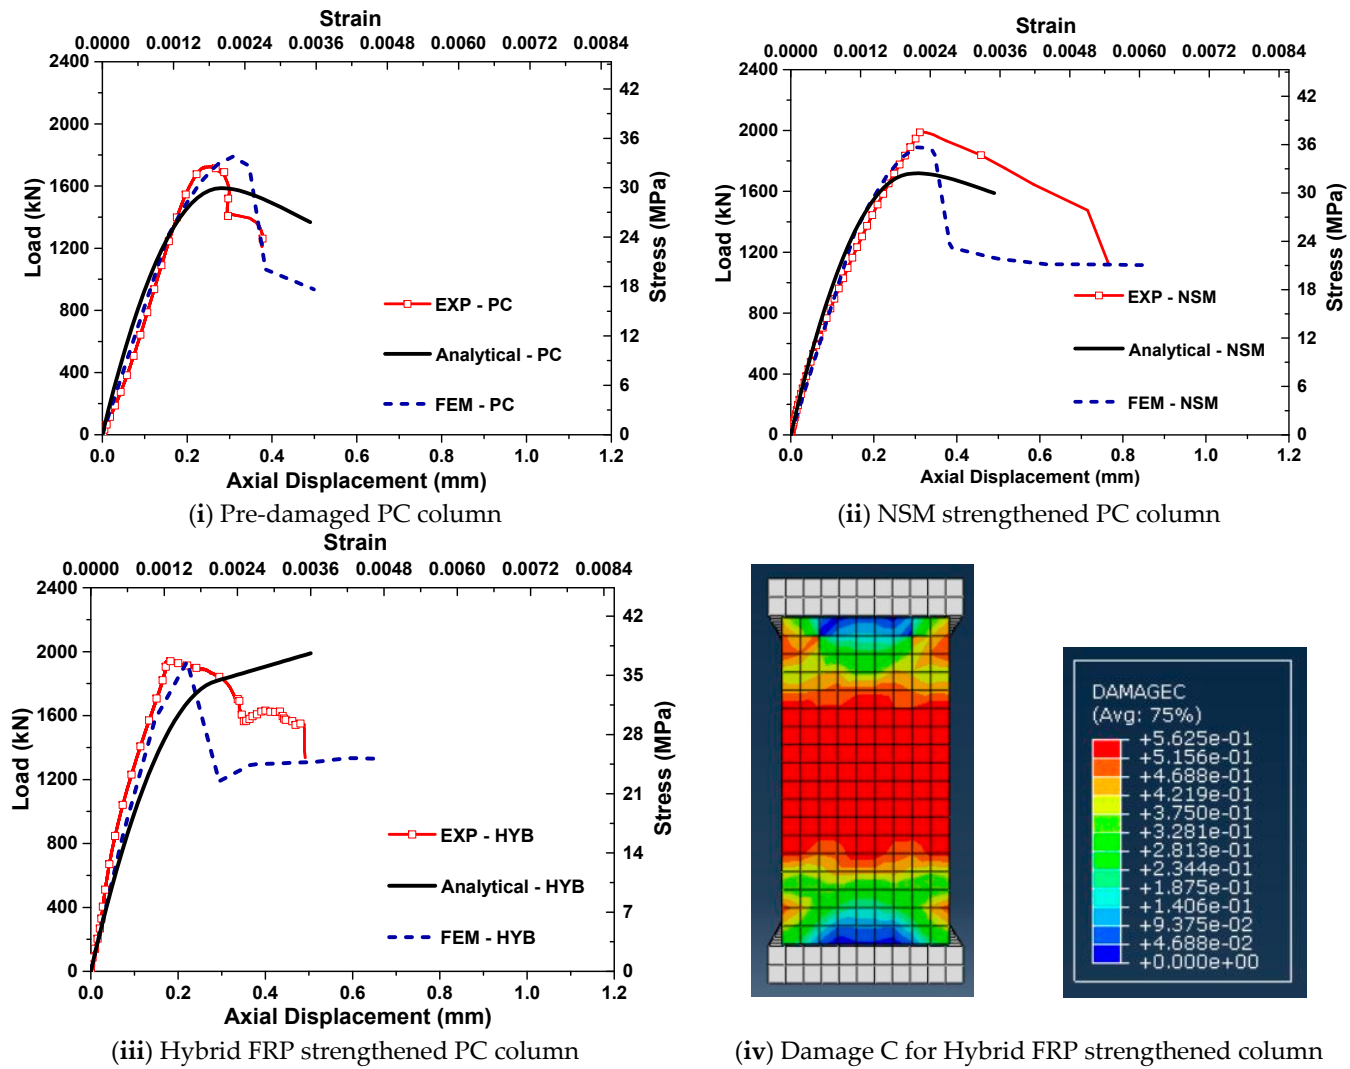 Strain
0.0000 0.0012 0.0024 0.0036 0.0048 0.0060 0.0072 0.0084
2400
2000
1600
1200
800
400
0
Load (kN)
42
36
30
24
18
12
6
0
Stress (MPa)
EXP - PC
Analytical - PC
FEM - PC
0.0 0.2 0.4 0.6 0.8 1.0 1.2
Axial Displacement (mm)
(i) Pre-damaged PC column
Strain
0.0000 0.0012 0.0024 0.0036 0.0048 0.0060 0.0072 0.0084
2400
2000
1600
1200
800
400
0
Load (kN)
42
36
30
24
18
12
6
0
Stress (MPa)
EXP - NSM
Analytical - NSM
FEM - NSM
0.0 0.2 0.4 0.6 0.8 1.0 1.2
Axial Displacement (mm)
(ii) NSM strengthened PC column
Strain
0.0000 0.0012 0.0024 0.0036 0.0048 0.0060 0.0072 0.0084
2400
2000
1600
1200
800
400
0
Load (kN)
42
35
29
23
14
7
0
Stress (MPa)
EXP - HYB
Analytical - HYB
FEM - HYB
0.0 0.2 0.4 0.6 0.8 1.0 1.2
Axial Displacement (mm)
(iii) Hybrid FRP strengthened PC column
DAMAGEC
(Avg: 75%)
+5.625e-01
+5.156e-01
+4.688e-01
+4.219e-01
+3.750e-01
+3.281e-01
+2.813e-01
+2.344e-01
+1.875e-01
+1.406e-01
+9.375e-02
+4.688e-02
+0.000e+00
(iv) Damage C for Hybrid FRP strengthened column